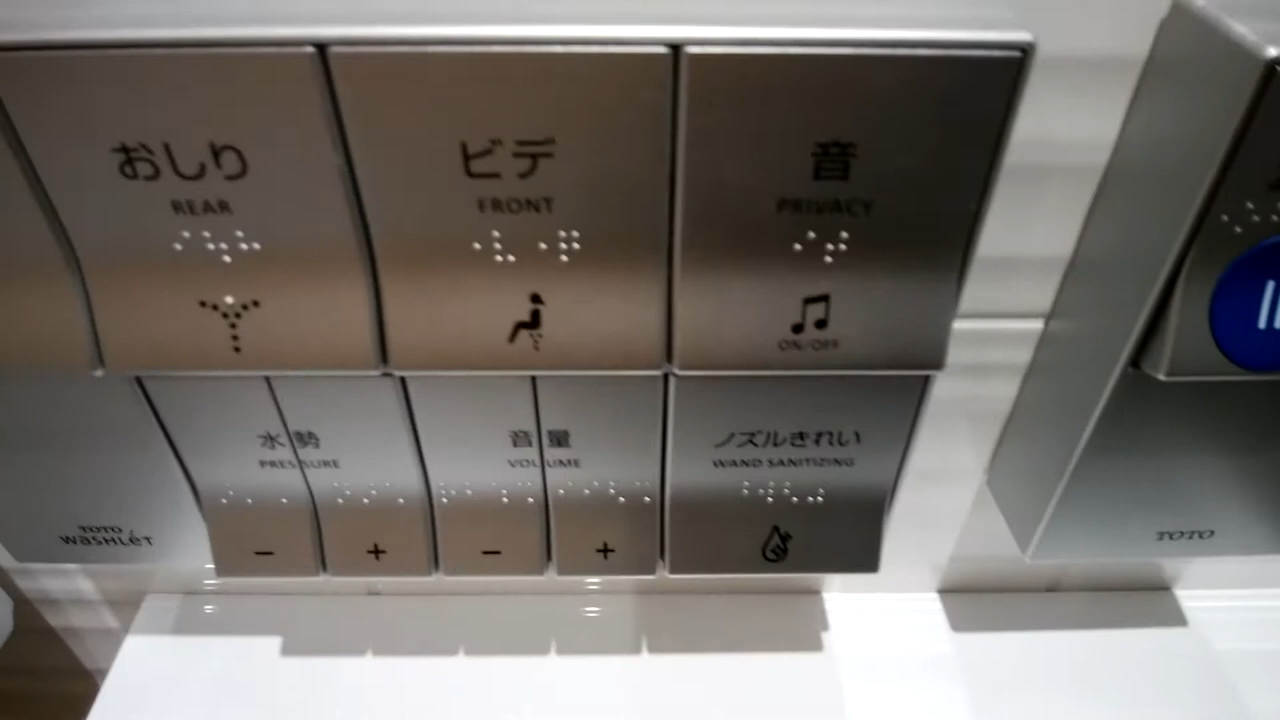 おしり
REAR
ビデ
FRONT
音
PRIVACY
ON/OFF
水勢
PRESSURE
- +
音量
VOLUME
- +
ノズルきれい
WAND SANITIZING
TOTO
WASHLET
TOTO